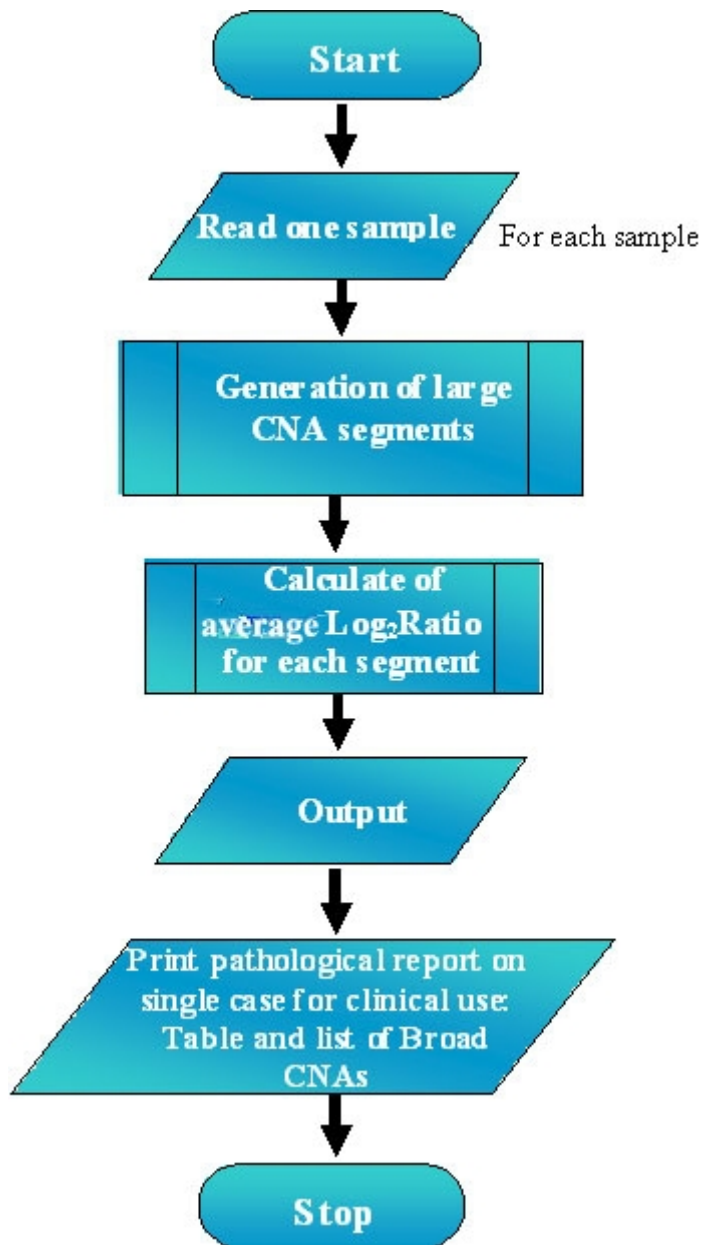 Start
Read one sample
For each sample
Generation of large
CNA segments
Calculate of
average Log₂Ratio
for each segment
Output
Print pathological report on
single case for clinical use:
Table and list of Broad
CNAs
Stop